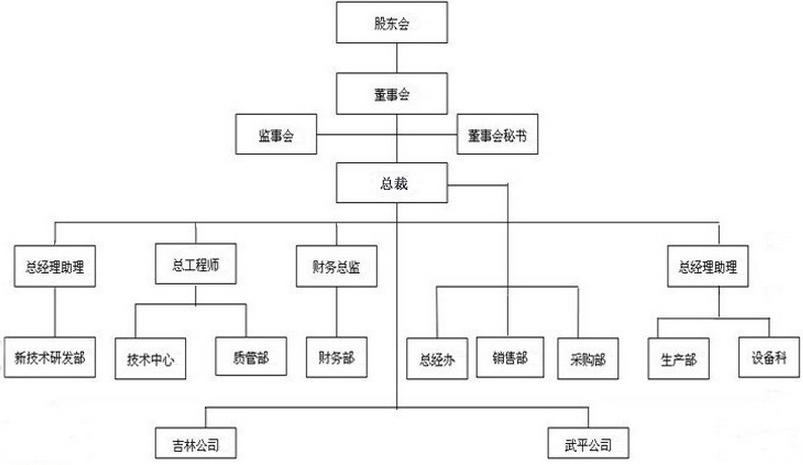 股东会
董事会
监事会
董事会秘书
总裁
总经理助理
总工程师
财务总监
总经理助理
新技术研发部
技术中心
质管部
财务部
总经办
销售部
采购部
生产部
设备科
吉林公司
武平公司